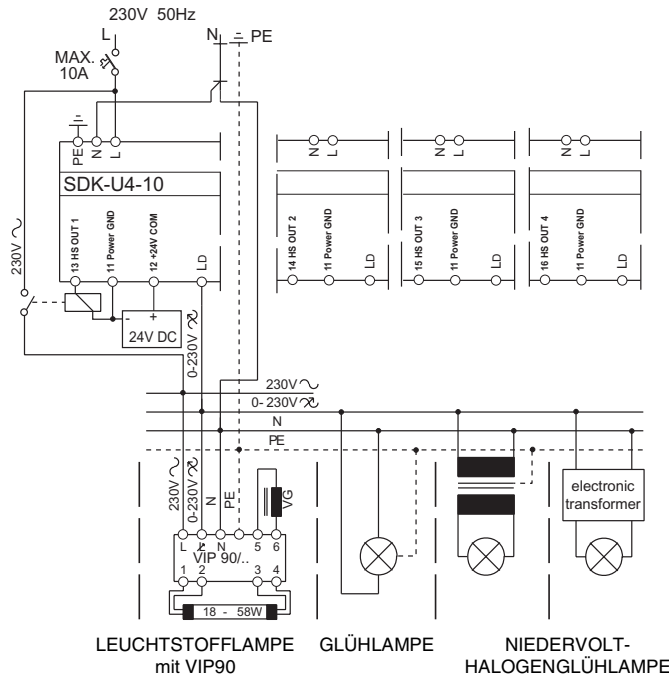 230V 50Hz
L
N
PE
MAX.
10A
PE
N
L
SDK-U4-10
13 HS OUT 1
11 Power GND
12 +24V COM
LD
N
L
14 HS OUT 2
11 Power GND
LD
N
L
15 HS OUT 3
11 Power GND
LD
N
L
16 HS OUT 4
11 Power GND
LD
230V
- +
24V DC
0-230V
230V
0-230V
N
PE
230V
0-230V
N
PE
VG
L L N 5 6
VIP 90/..
1 2 3 4
18 - 58W
electronic
transformer
LEUCHTSTOFFLAMPE
mit VIP90
GLÜHLAMPE
NIEDERVOLT-
HALOGENGLÜHLAMPE